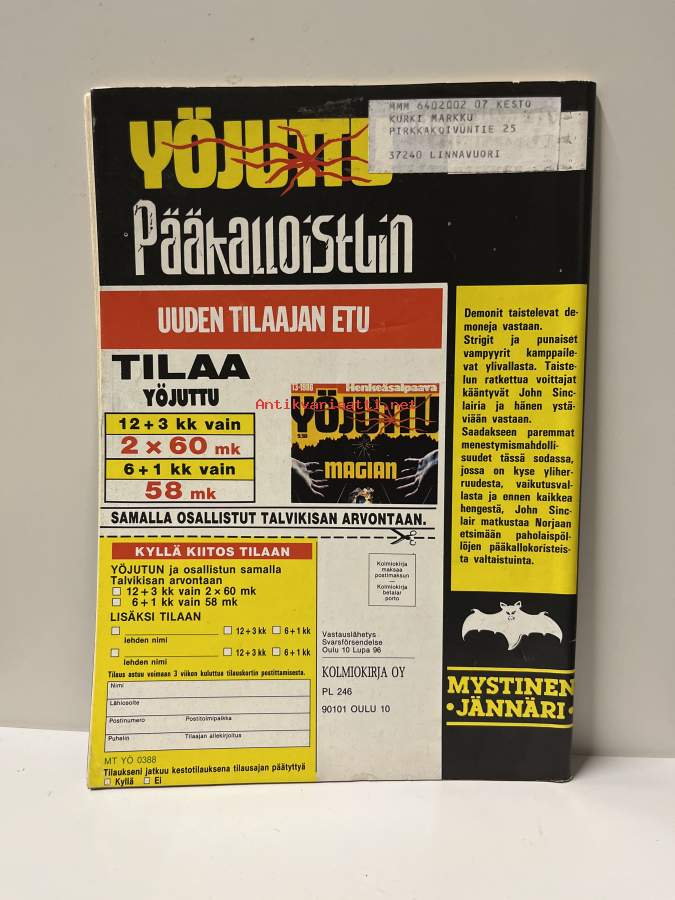 MMM 6402002 07 KESTO
KURKI MARKKU
PIRKKAKOIVUNTIE 25
37240 LINNAVUORI
YÖJUTTU
Pääkalloistuin
UUDEN TILAAJAN ETU
TILAA
YÖJUTTU
12+3 kk vain
2 x 60 mk
6+1 kk vain
58 mk
13-1986 Henkeäsalpaava
YÖJUTTU
MAGIAN
Antikvariaatti.net
SAMALLA OSALLISTUT TALVIKISAN ARVONTAAN.
KYLLÄ KIITOS TILAAN
YÖJUTUN ja osallistun samalla
Talvikisan arvontaan
12+3 kk vain 2×60 mk
6+1 kk vain 58 mk
LISÄKSI TILAAN
12+3 kk 6+1 kk
lehden nimi
12+3 kk 6+1 kk
lehden nimi
Tilaus astuu voimaan 3 viikon kuluttua tilauskortin postittamisesta.
Nimi
Lähiosoite
Postinumero Postitoimipaikka
Puhelin Tilaajan allekirjoitus
MT YÖ 0388
Tilaukseni jatkuu kestotilauksena tilausajan päätyttyä
Kyllä Ei
Kolmiokirja
maksaa
postimaksun
—
Kolmiokirja
betalar
porto
Vastauslähetys
Svarsförsendelse
Oulu 10 Lupa 96
KOLMIOKIRJA OY
PL 246
90101 OULU 10
Demonit taistelevat de-
moneja vastaan.
Strigit ja punaiset
vampyyrit kamppaile-
vat ylivallasta. Taiste-
lun ratkettua voittajat
kääntyvät John Sinc-
lairia ja hänen ystä-
viään vastaan.
Saadakseen paremmat
menestymismahdolli-
suudet tässä sodassa,
jossa on kyse yliher-
ruudesta, vaikutusval-
lasta ja ennen kaikkea
hengestä, John Sinc-
lair matkustaa Norjaan
etsimään paholaispöl-
löjen pääkallokoristeis-
ta valtaistuinta.
MYSTINEN
•JÄNNÄRI•